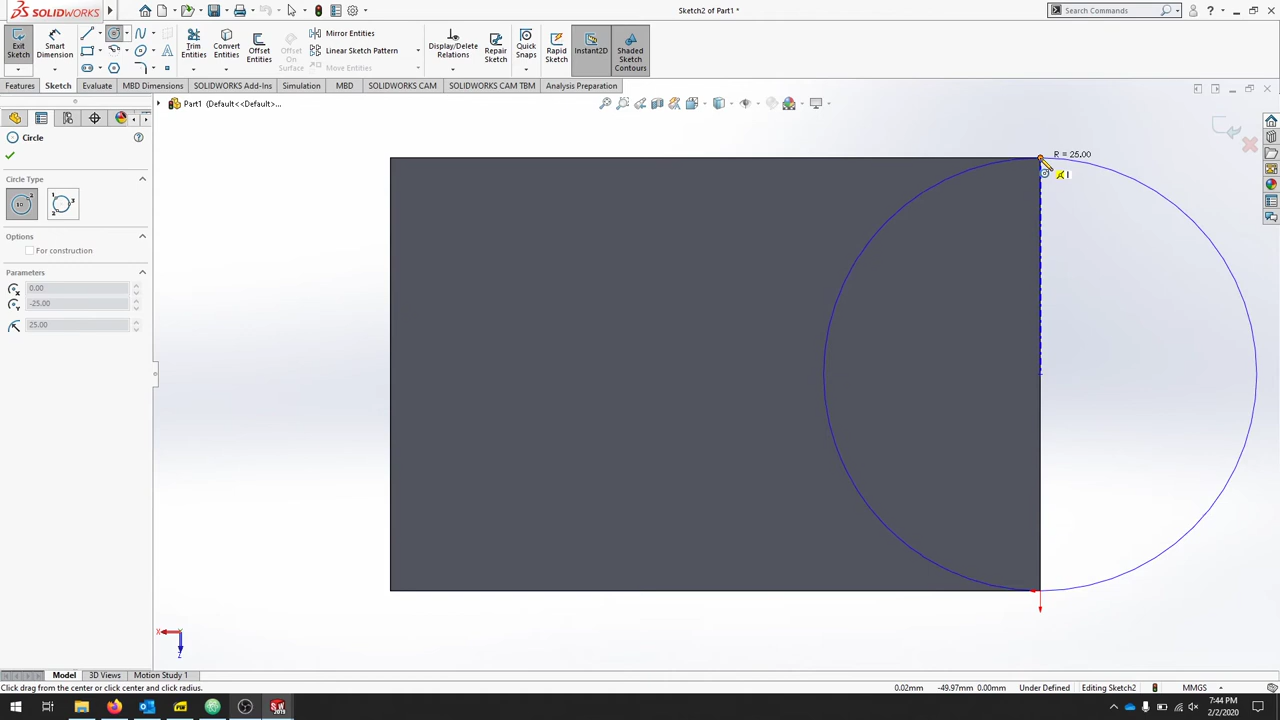 SOLIDWORKS
Sketch2 of Part1 *
Search Commands
Exit Sketch
Smart Dimension
Trim Entities
Convert Entities
Offset Entities
Offset On Surface
Mirror Entities
Linear Sketch Pattern
Move Entities
Display/Delete Relations
Repair Sketch
Quick Snaps
Rapid Sketch
Instant2D
Shaded Sketch Contours
Features Sketch Evaluate MBD Dimensions SOLIDWORKS Add-Ins Simulation MBD SOLIDWORKS CAM SOLIDWORKS CAM TBM Analysis Preparation
Part1 (Default<<Default>...
Circle
Circle Type
Options
For construction
Parameters
0.00
-25.00
25.00
R = 25.00
X
Z
Model 3D Views Motion Study 1
Click drag from the center or click center and click radius.
0.02mm -49.97mm 0.00mm Under Defined Editing Sketch2 MMGS
7:44 PM
2/2/2020